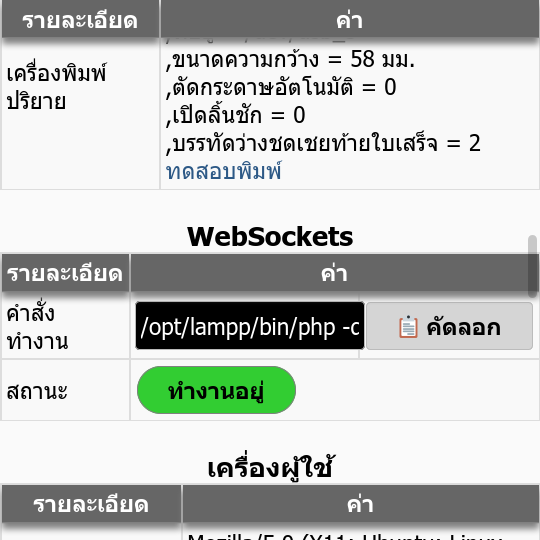 รายละเอียด ค่า
เครื่องพิมพ์
ปริยาย
,ขนาดความกว้าง = 58 มม.
,ตัดกระดาษอัตโนมัติ = 0
,เปิดลิ้นชัก = 0
,บรรทัดว่างชดเชยท้ายใบเสร็จ = 2
ทดสอบพิมพ์
WebSockets
รายละเอียด ค่า
คำสั่ง
ทำงาน
/opt/lampp/bin/php -c
📋 คัดลอก
สถานะ
ทำงานอยู่
เครื่องผู้ใช้
รายละเอียด ค่า
Mozilla/5.0 (X11; Ubuntu; Linux